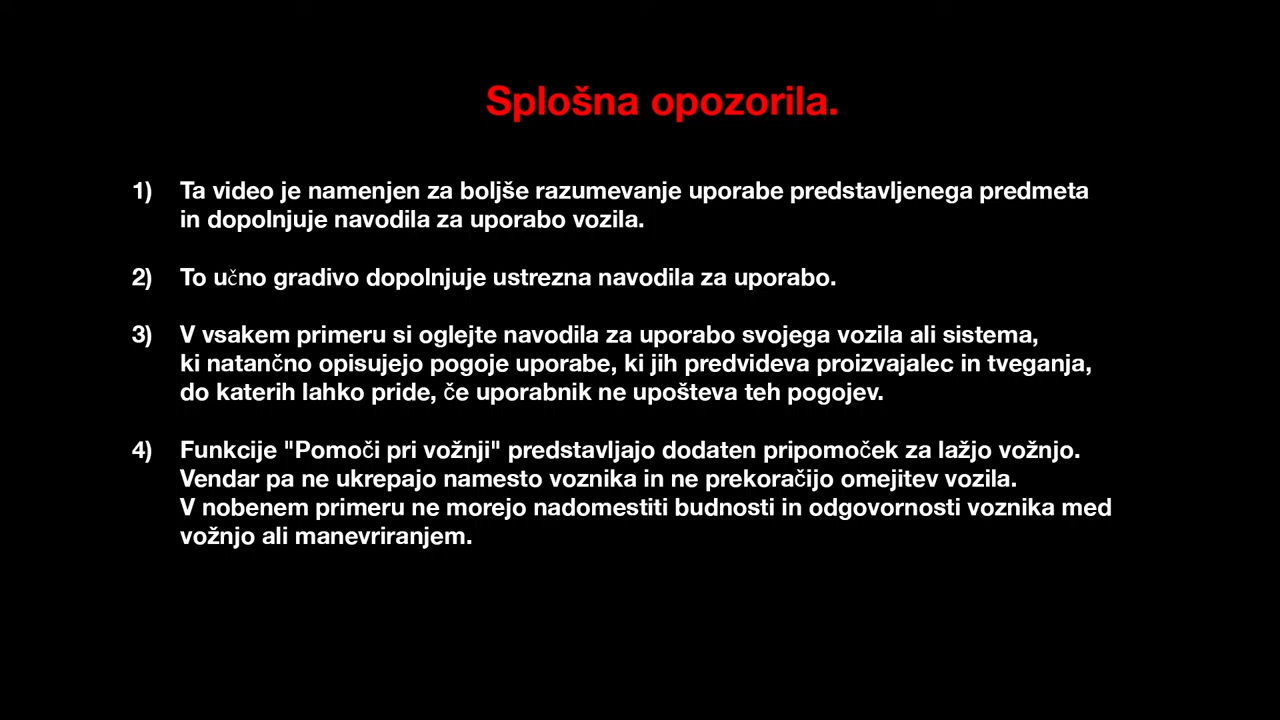 Splošna opozorila.
1) Ta video je namenjen za boljše razumevanje uporabe predstavljenega predmeta
in dopolnjuje navodila za uporabo vozila.
2) To učno gradivo dopolnjuje ustrezna navodila za uporabo.
3) V vsakem primeru si oglejte navodila za uporabo svojega vozila ali sistema,
ki natančno opisujejo pogoje uporabe, ki jih predvideva proizvajalec in tveganja,
do katerih lahko pride, če uporabnik ne upošteva teh pogojev.
4) Funkcije "Pomoči pri vožnji" predstavljajo dodaten pripomoček za lažjo vožnjo.
Vendar pa ne ukrepajo namesto voznika in ne prekoračijo omejitev vozila.
V nobenem primeru ne morejo nadomestiti budnosti in odgovornosti voznika med
vožnjo ali manevriranjem.